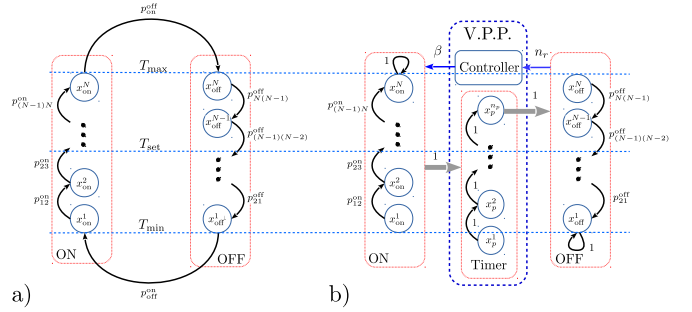 p_on^off
V.P.P.
T_max
β
Controller
n_r
1
x_on^N
x_off^N
p_(N−1)N^on
p_N(N−1)^off
x_off^N−1
p_(N−1)(N−2)^off
T_set
p_23^on
x_on^2
p_12^on
x_on^1
p_21^off
x_off^1
T_min
ON
OFF
p_off^on
a)
x_on^N
p_(N−1)N^on
x_p^n_p
1
1
x_off^N
p_N(N−1)^off
x_off^N−1
p_(N−1)(N−2)^off
1
p_23^on
x_on^2
p_12^on
x_on^1
1
x_p^2
1
x_p^1
p_21^off
x_off^1
1
ON
Timer
OFF
b)